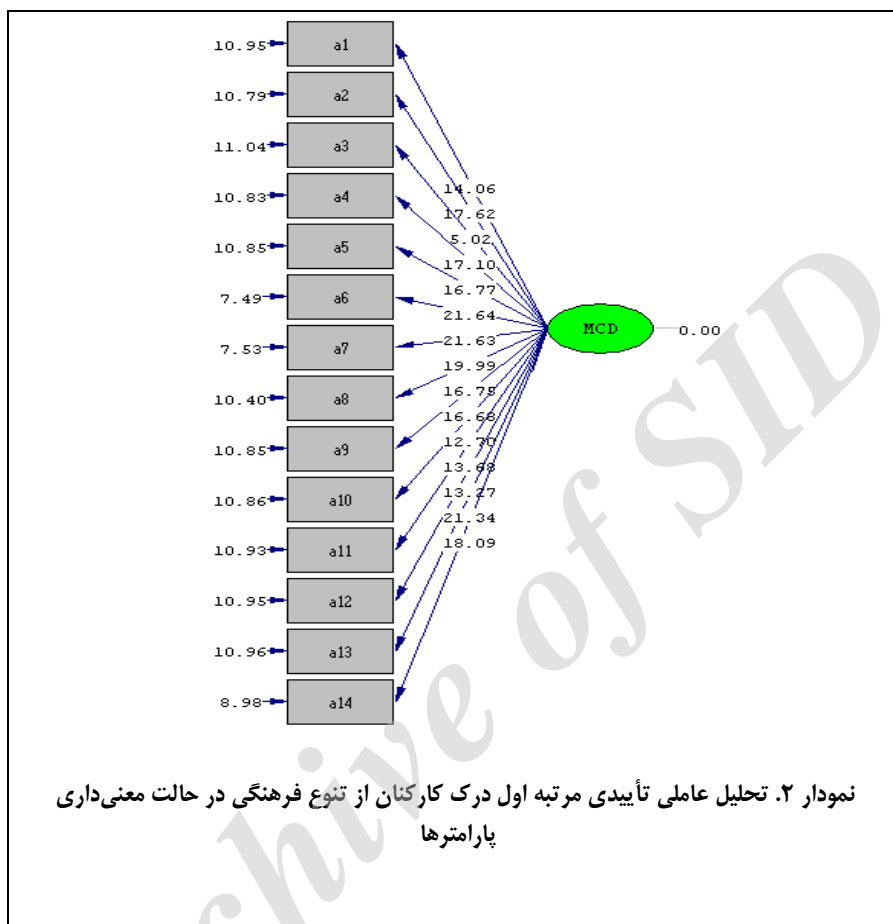 10.95 a1
10.79 a2
11.04 a3
10.83 a4
14.06
17.62
5.02
17.10
10.85 a5
16.77
7.49 a6
21.64
MCD 0.00
7.53 a7
21.63
19.99
10.40 a8
16.75
16.68
10.85 a9
12.70
13.68
10.86 a10
13.27
21.34
10.93 a11
18.09
10.95 a12
10.96 a13
8.98 a14
نمودار ۲. تحلیل عاملی تأییدی مرتبه اول درک کارکنان از تنوع فرهنگی در حالت معنی‌داری
پارامترها
Archive of SID